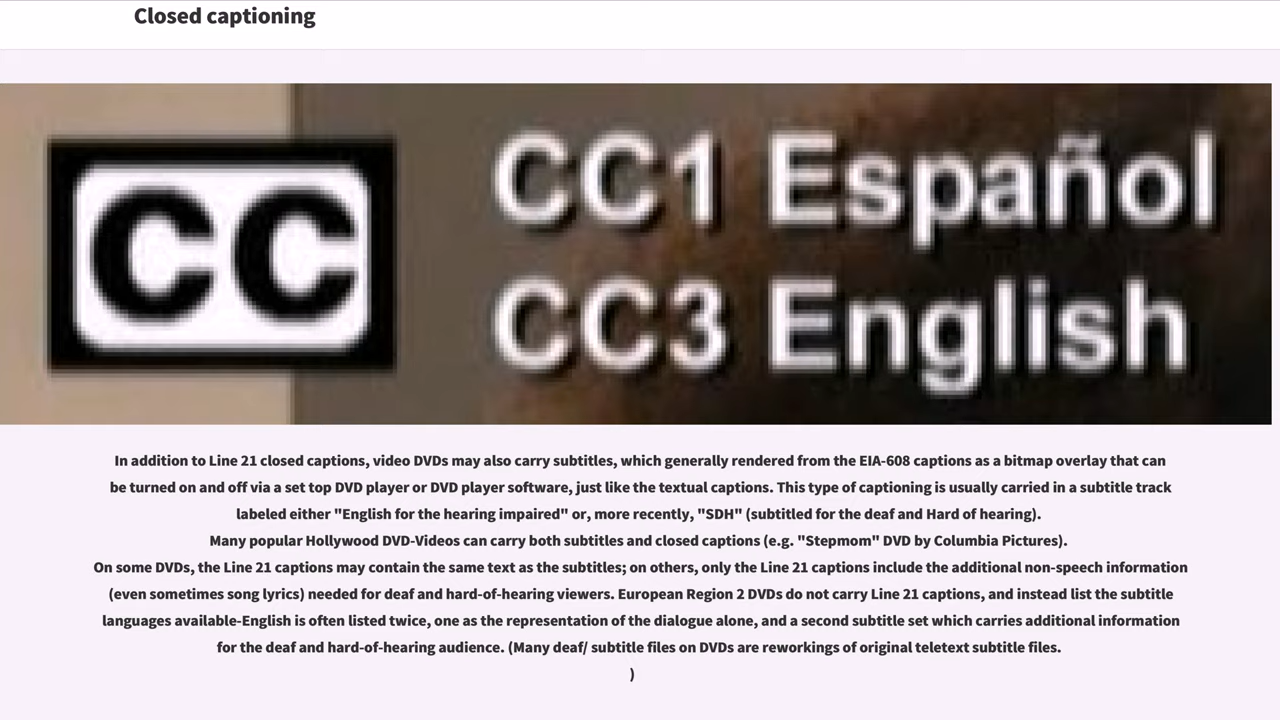 Closed captioning
CC
CC1 Español
CC3 English
In addition to Line 21 closed captions, video DVDs may also carry subtitles, which generally rendered from the EIA-608 captions as a bitmap overlay that can
be turned on and off via a set top DVD player or DVD player software, just like the textual captions. This type of captioning is usually carried in a subtitle track
labeled either "English for the hearing impaired" or, more recently, "SDH" (subtitled for the deaf and Hard of hearing).
Many popular Hollywood DVD-Videos can carry both subtitles and closed captions (e.g. "Stepmom" DVD by Columbia Pictures).
On some DVDs, the Line 21 captions may contain the same text as the subtitles; on others, only the Line 21 captions include the additional non-speech information
(even sometimes song lyrics) needed for deaf and hard-of-hearing viewers. European Region 2 DVDs do not carry Line 21 captions, and instead list the subtitle
languages available-English is often listed twice, one as the representation of the dialogue alone, and a second subtitle set which carries additional information
for the deaf and hard-of-hearing audience. (Many deaf/ subtitle files on DVDs are reworkings of original teletext subtitle files.
)